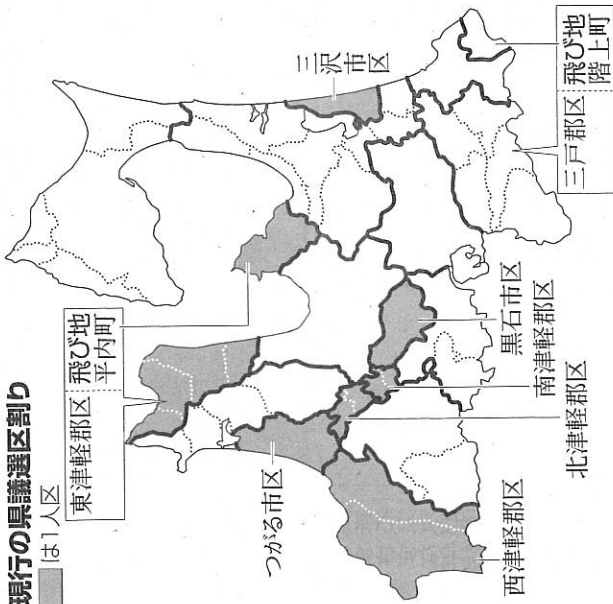 現行の県議選区割り
は1人区
東津軽郡区 飛び地
平内町
つがる市区
西津軽郡区
北津軽郡区
南津軽郡区
黒石市区
三沢市区
三戸郡区 飛び地
階上町